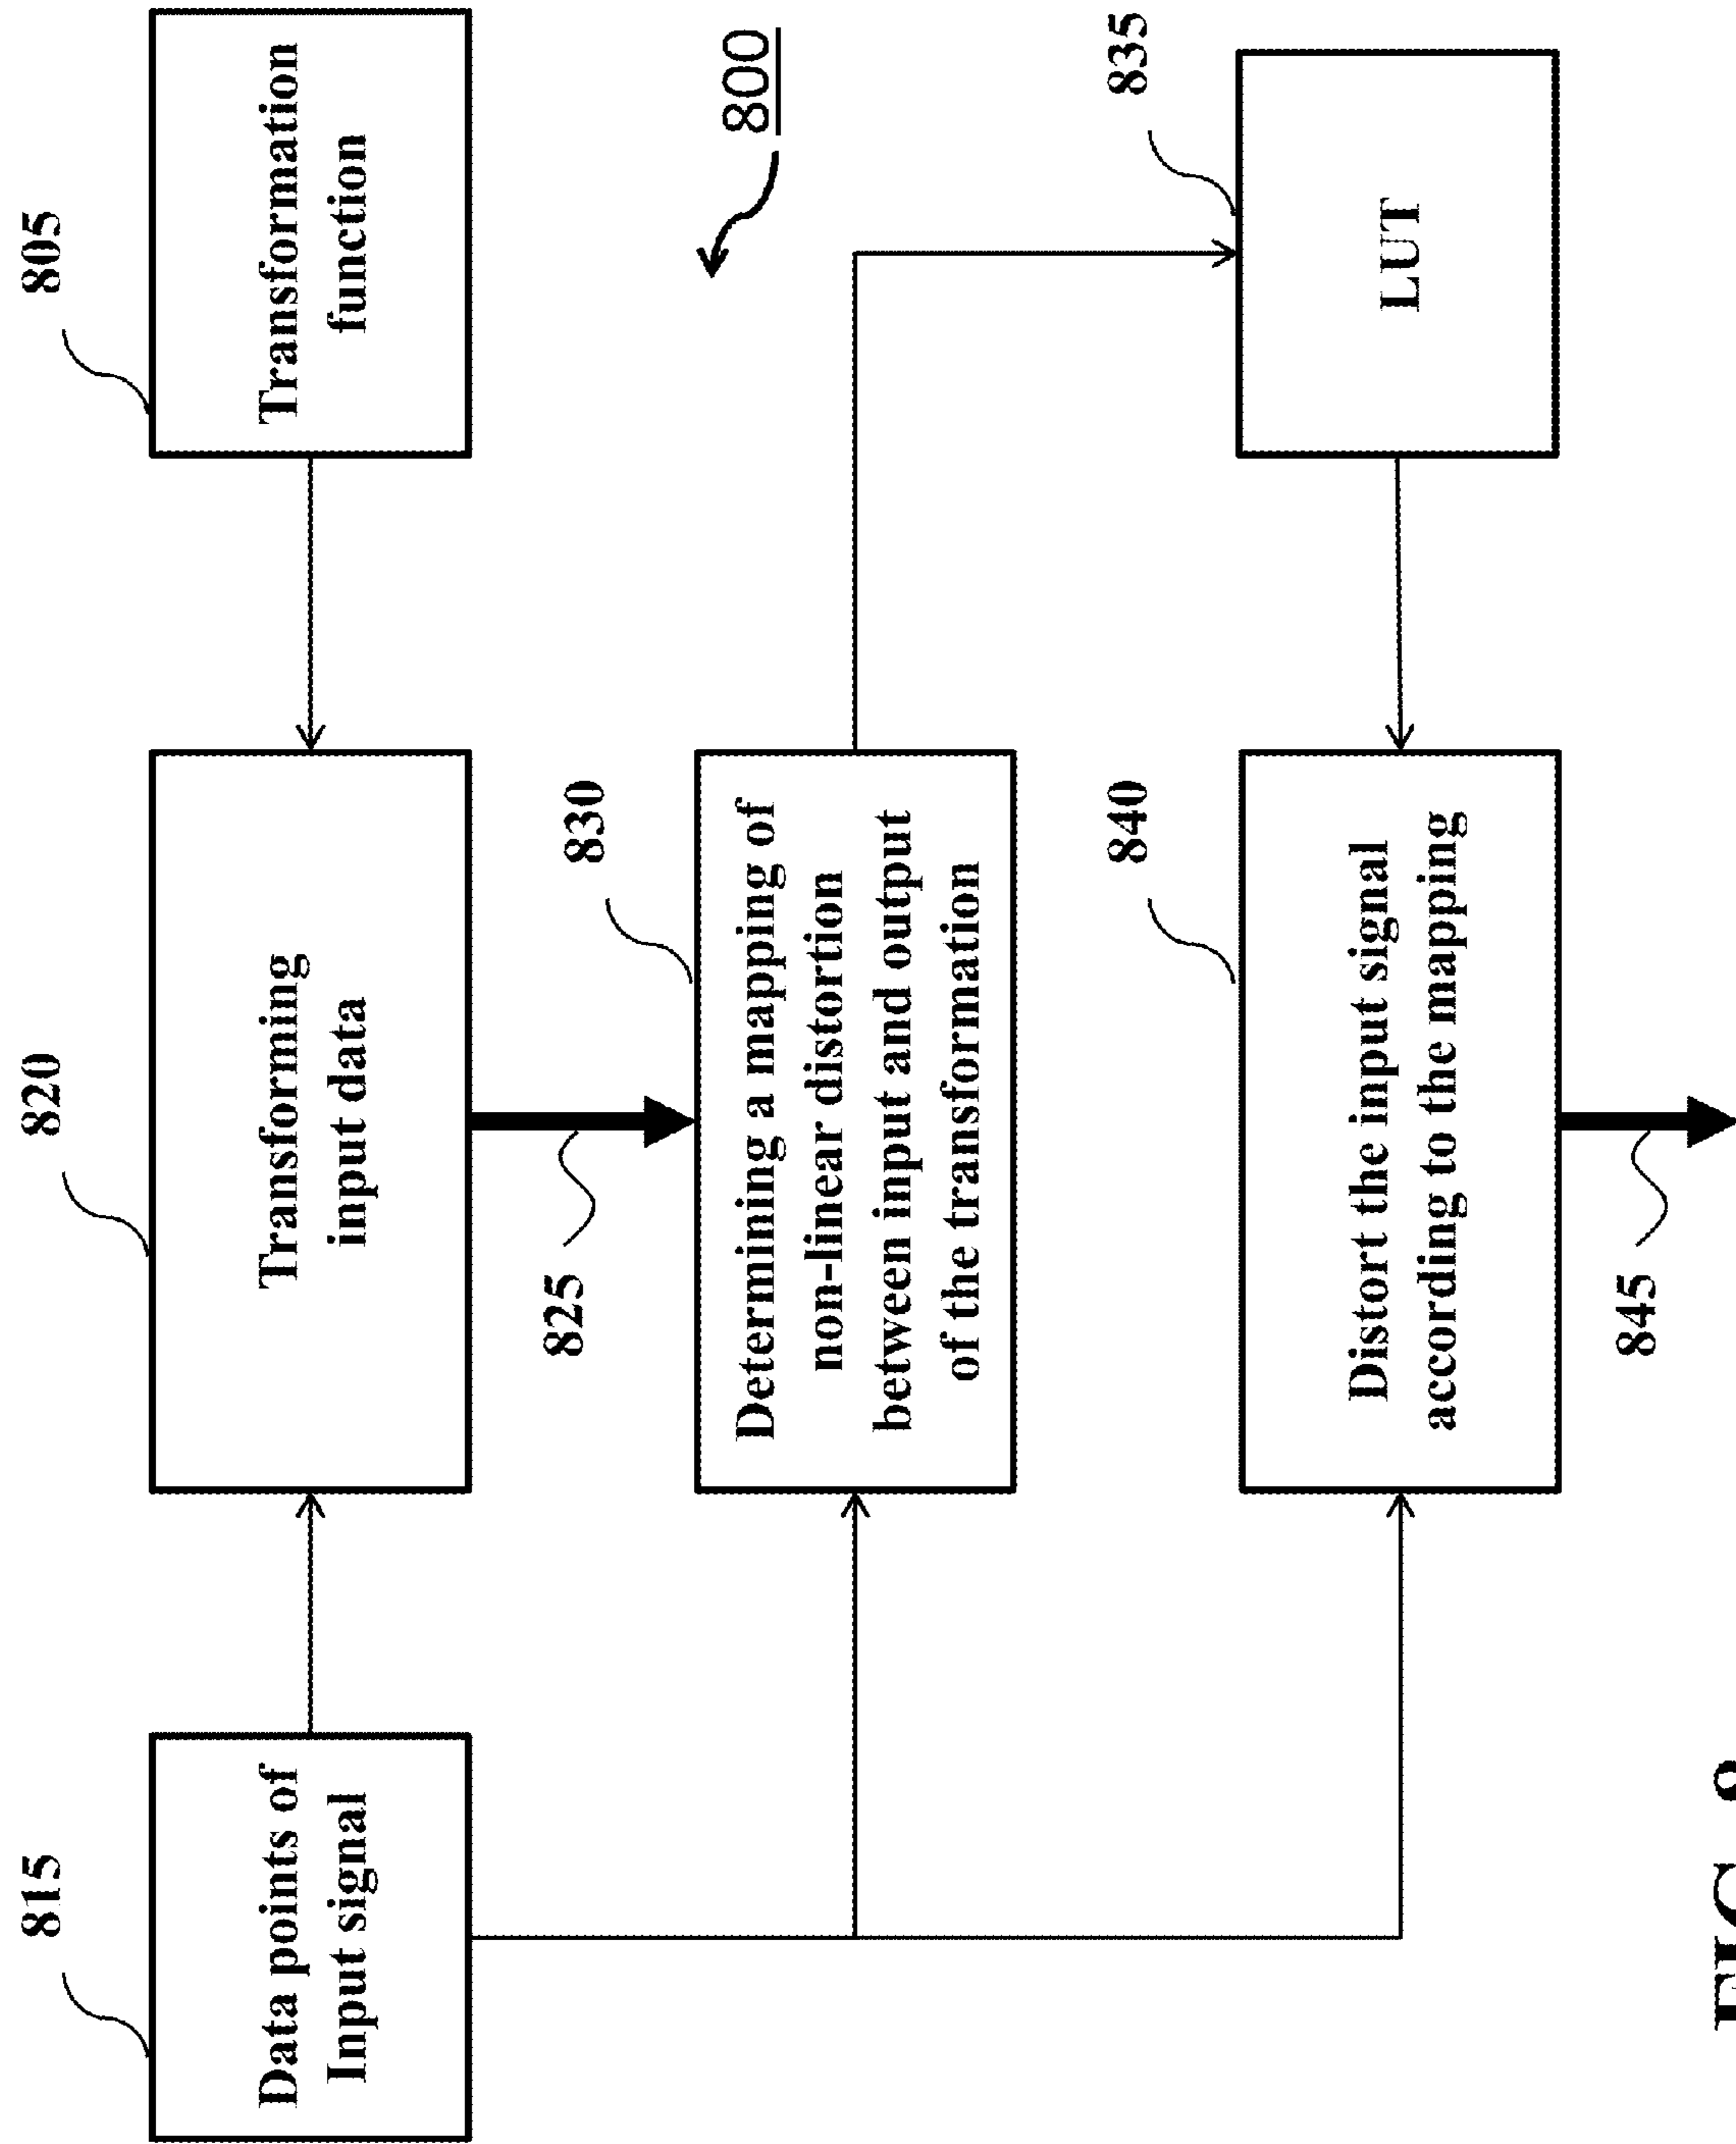 815
820
805
Data points of
Input signal
Transforming
input data
Transformation
function
825
830
800
Determining a mapping of
non-linear distortion
between input and output
of the transformation
840
835
Distort the input signal
according to the mapping
LUT
845